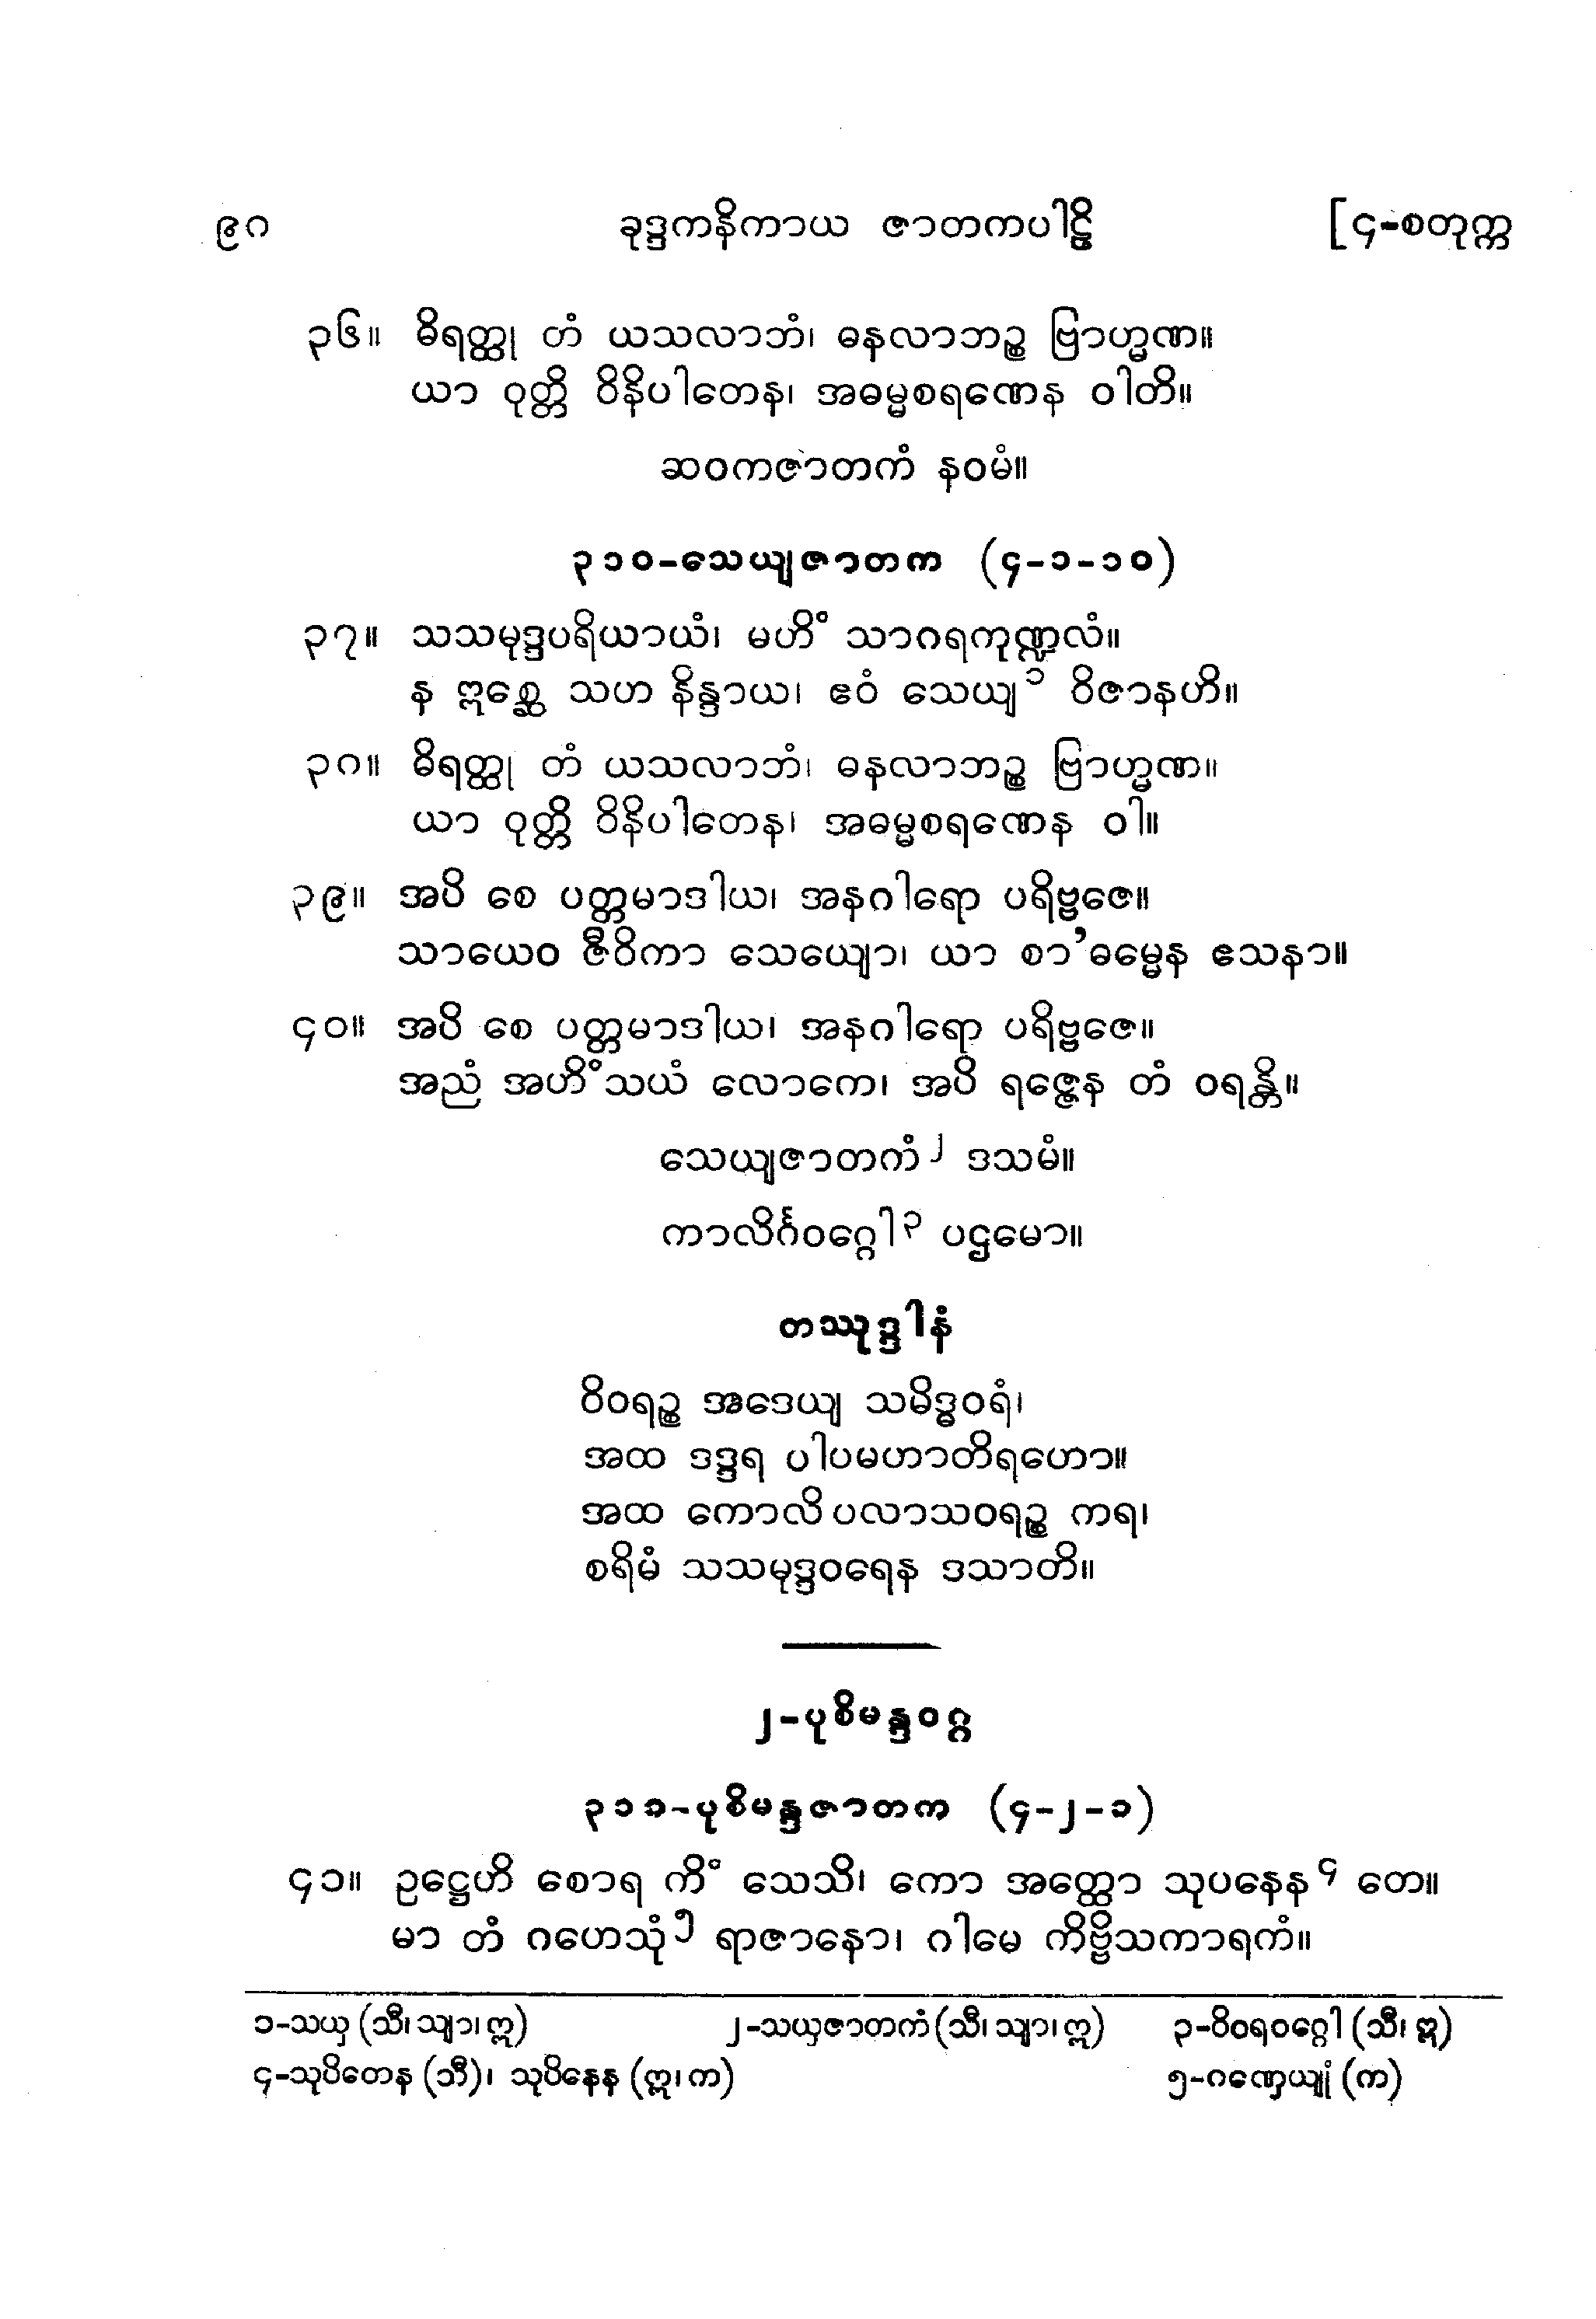 ၉ဂ ခုဒ္ဒကနိကာယ ဇာတကပါဠိ [၄-စတုက္က
၃၆။ ဓိရတ္ထု တံ ယသလာဘံ၊ ဓနလာဘဉ္စ ဗြာဟ္မဏ။
ယာ ဝုတ္တိ ဝိနိပါတေန၊ အဓမ္မစရဏေန ဝါတိ။
ဆဝကဇာတကံ နဝမံ။
၃၁၀-သေယျဇာတက (၄-၁-၁၀)
၃၇။ သသမုဒ္ဒပရိယာယံ၊ မဟိံ သာဂရကုဏ္ဍလံ။
န ဣစ္ဆေ သဟ နိန္ဒာယ၊ ဧဝံ သေယျ၁ ဝိဇာနဟိ။
၃ဂ။ ဓိရတ္ထု တံ ယသလာဘံ၊ ဓနလာဘဉ္စ ဗြာဟ္မဏ။
ယာ ဝုတ္တိ ဝိနိပါတေန၊ အဓမ္မစရဏေန ဝါ။
၃၉။ အပိ စေ ပတ္တမာဒါယ၊ အနဂါရော ပရိဗ္ဗဇေ။
သာယေဝ ဇီဝိကာ သေယျော၊ ယာ စာ’ဓမ္မေန ဧသနာ။
၄၀။ အပိ စေ ပတ္တမာဒါယ၊ အနဂါရော ပရိဗ္ဗဇေ။
အညံ အဟိံသယံ လောကေ၊ အပိ ရဇ္ဇေန တံ ဝရန္တိ။
သေယျဇာတကံ၂ ဒသမံ။
ကာလိင်္ဂဝဂ္ဂေါ၃ ပဌမော။
တဿုဒ္ဒါနံ
ဝိဝရဉ္စ အဒေယျ သမိဒ္ဓဝရံ၊
အထ ဒဒ္ဒရ ပါပမဟာတိရဟော။
အထ ကောလိ ပလာသဝရဉ္စ ကရ၊
စရိမံ သသမုဒ္ဒဝရေန ဒသာတိ။
၂-ပုစိမန္ဒဝဂ္ဂ
၃၁၁-ပုစိမန္ဒဇာတက (၄-၂-၁)
၄၁။ ဥဋ္ဌေဟိ စောရ ကိံ သေသိ၊ ကော အတ္ထော သုပနေန၄ တေ။
မာ တံ ဂဟေသုံ၅ ရာဇာနော၊ ဂါမေ ကိဗ္ဗိသကာရကံ။
၁-သယှ (သီ၊ သျာ၊ ဣ) ၂-သယှဇာတကံ (သီ၊ သျာ၊ ဣ) ၃-ဝိဝရဝဂ္ဂေါ (သီ၊ ဣ)
၄-သုပိတေန (သီ)၊ သုပိနေန (ဣ၊ က) ၅-ဂဏှေယျုံ (က)